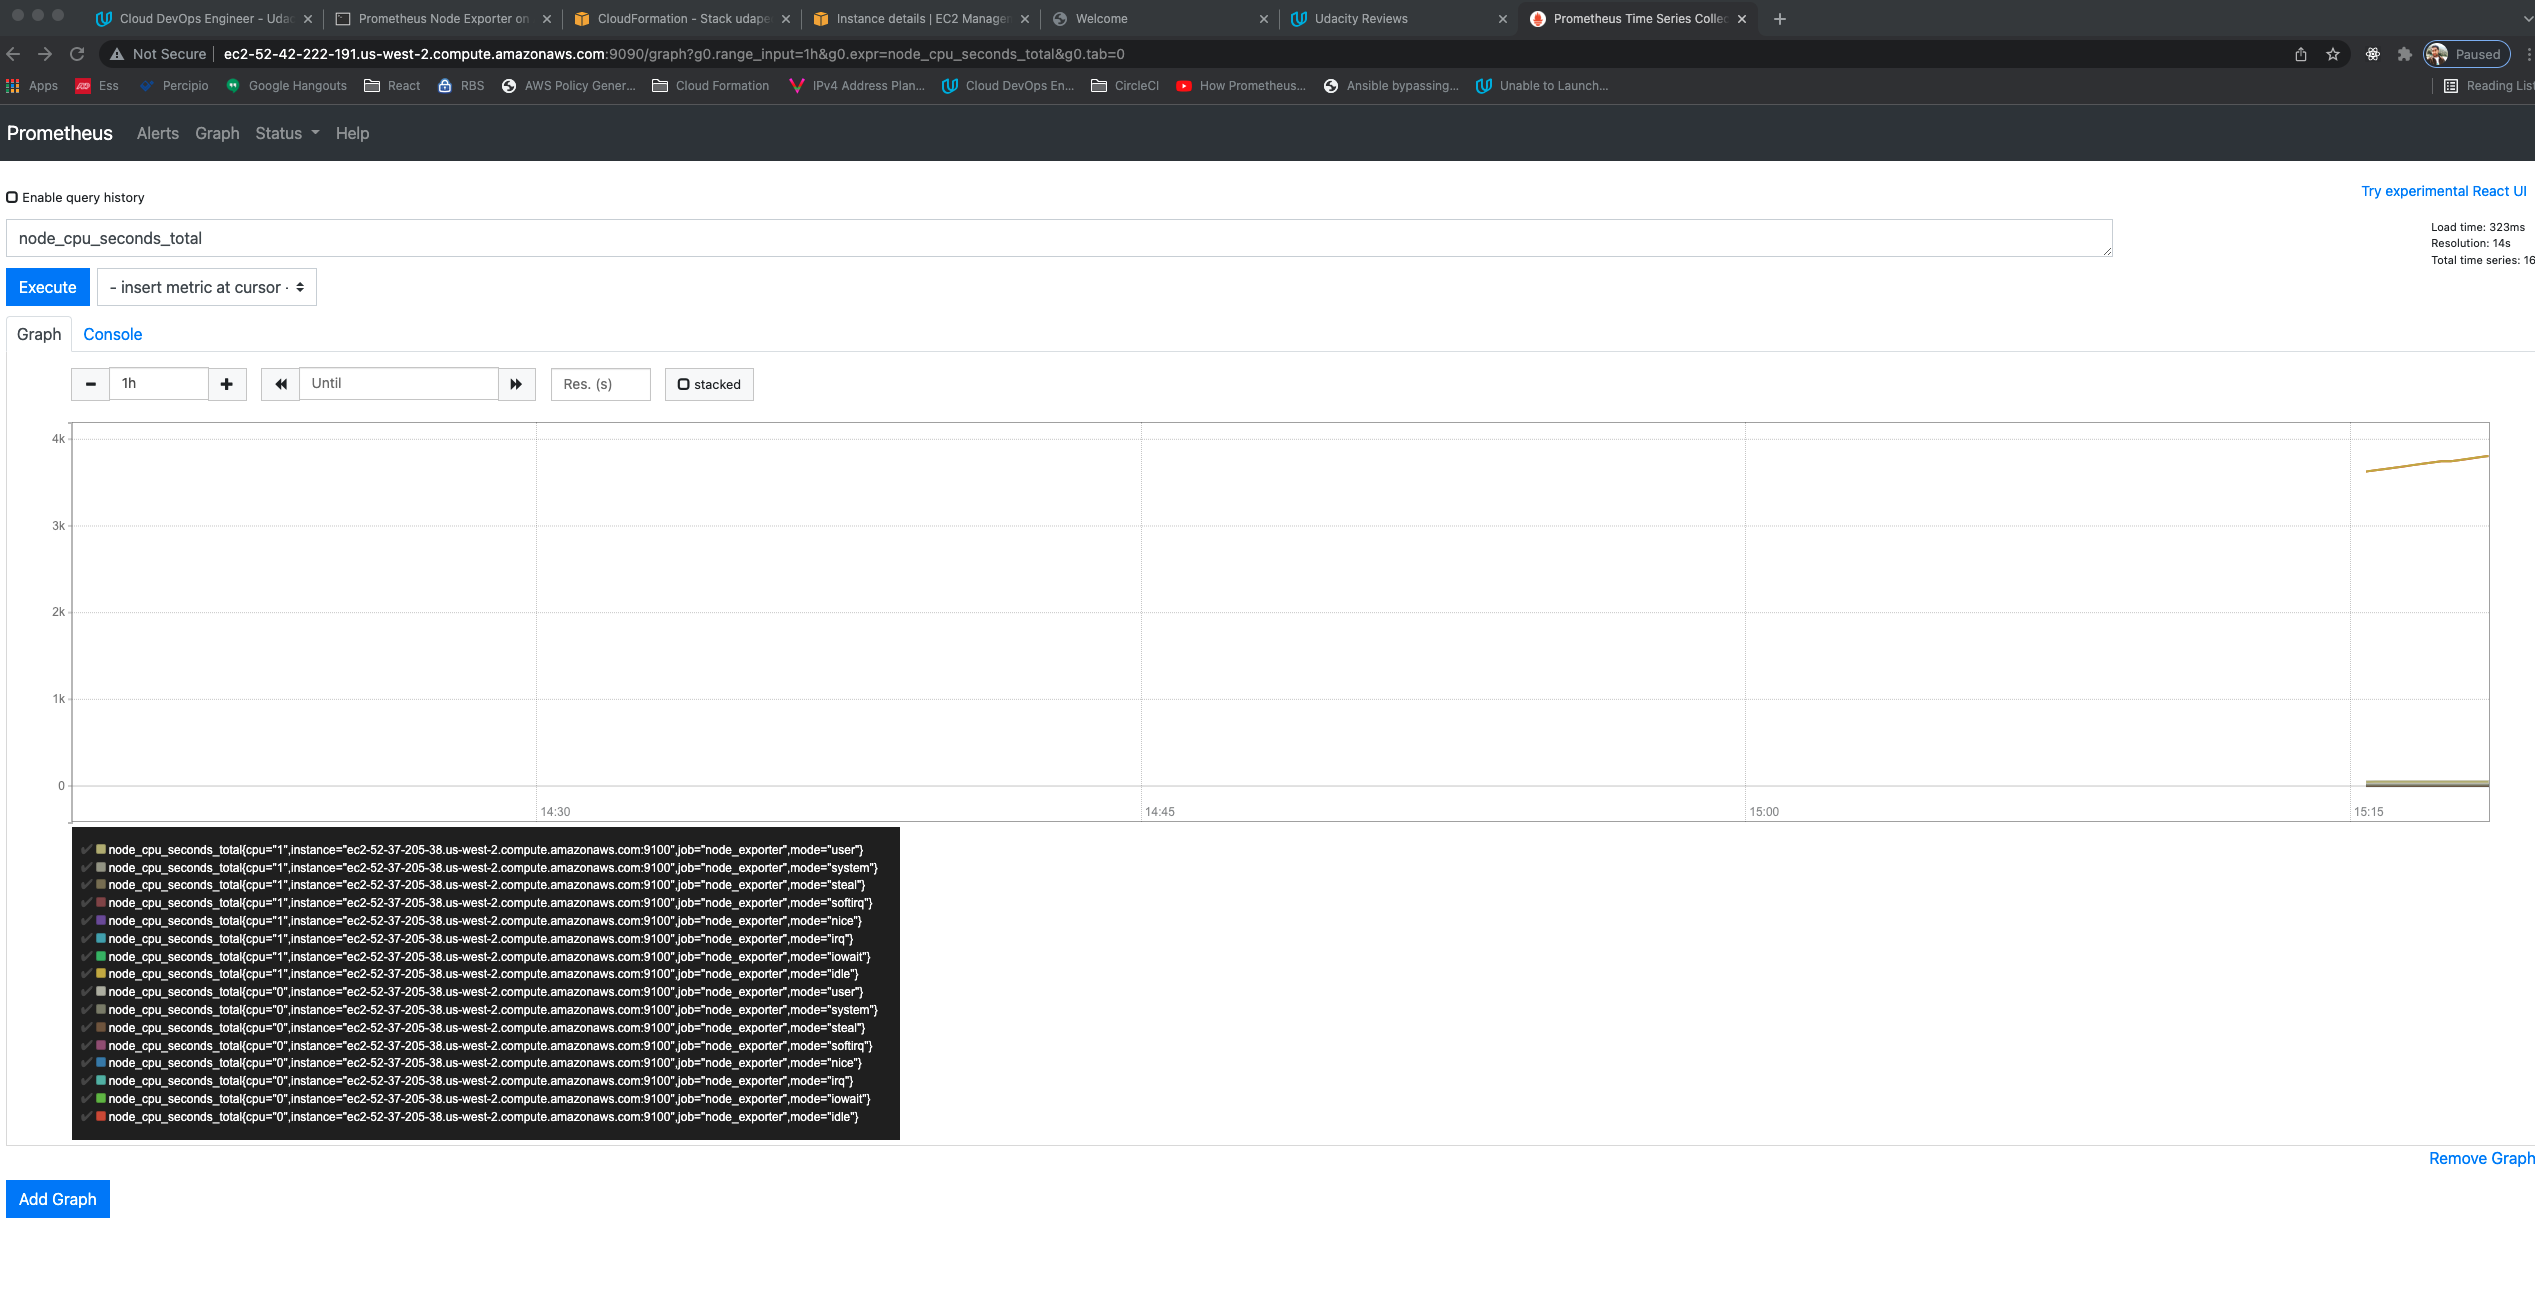 Cloud DevOps Engineer - Udac
Prometheus Node Exporter on
CloudFormation - Stack udape
Instance details | EC2 Manager
Welcome
Udacity Reviews
Prometheus Time Series Collec
Not Secure
ec2-52-42-222-191.us-west-2.compute.amazonaws.com:9090/graph?g0.range_input=1h&g0.expr=node_cpu_seconds_total&g0.tab=0
Paused
Apps
Ess
Percipio
Google Hangouts
React
RBS
AWS Policy Gener...
Cloud Formation
IPv4 Address Plan...
Cloud DevOps En...
CircleCI
How Prometheus...
Ansible bypassing...
Unable to Launch...
Reading List
Prometheus
Alerts
Graph
Status
Help
Enable query history
Try experimental React UI
node_cpu_seconds_total
Load time: 323ms
Resolution: 14s
Total time series: 16
Execute
- insert metric at cursor -
Graph
Console
1h
Until
Res. (s)
stacked
4k
3k
2k
1k
0
14:30
14:45
15:00
15:15
node_cpu_seconds_total{cpu="1",instance="ec2-52-37-205-38.us-west-2.compute.amazonaws.com:9100",job="node_exporter",mode="user"}
node_cpu_seconds_total{cpu="1",instance="ec2-52-37-205-38.us-west-2.compute.amazonaws.com:9100",job="node_exporter",mode="system"}
node_cpu_seconds_total{cpu="1",instance="ec2-52-37-205-38.us-west-2.compute.amazonaws.com:9100",job="node_exporter",mode="steal"}
node_cpu_seconds_total{cpu="1",instance="ec2-52-37-205-38.us-west-2.compute.amazonaws.com:9100",job="node_exporter",mode="softirq"}
node_cpu_seconds_total{cpu="1",instance="ec2-52-37-205-38.us-west-2.compute.amazonaws.com:9100",job="node_exporter",mode="nice"}
node_cpu_seconds_total{cpu="1",instance="ec2-52-37-205-38.us-west-2.compute.amazonaws.com:9100",job="node_exporter",mode="irq"}
node_cpu_seconds_total{cpu="1",instance="ec2-52-37-205-38.us-west-2.compute.amazonaws.com:9100",job="node_exporter",mode="iowait"}
node_cpu_seconds_total{cpu="1",instance="ec2-52-37-205-38.us-west-2.compute.amazonaws.com:9100",job="node_exporter",mode="idle"}
node_cpu_seconds_total{cpu="0",instance="ec2-52-37-205-38.us-west-2.compute.amazonaws.com:9100",job="node_exporter",mode="user"}
node_cpu_seconds_total{cpu="0",instance="ec2-52-37-205-38.us-west-2.compute.amazonaws.com:9100",job="node_exporter",mode="system"}
node_cpu_seconds_total{cpu="0",instance="ec2-52-37-205-38.us-west-2.compute.amazonaws.com:9100",job="node_exporter",mode="steal"}
node_cpu_seconds_total{cpu="0",instance="ec2-52-37-205-38.us-west-2.compute.amazonaws.com:9100",job="node_exporter",mode="softirq"}
node_cpu_seconds_total{cpu="0",instance="ec2-52-37-205-38.us-west-2.compute.amazonaws.com:9100",job="node_exporter",mode="nice"}
node_cpu_seconds_total{cpu="0",instance="ec2-52-37-205-38.us-west-2.compute.amazonaws.com:9100",job="node_exporter",mode="irq"}
node_cpu_seconds_total{cpu="0",instance="ec2-52-37-205-38.us-west-2.compute.amazonaws.com:9100",job="node_exporter",mode="iowait"}
node_cpu_seconds_total{cpu="0",instance="ec2-52-37-205-38.us-west-2.compute.amazonaws.com:9100",job="node_exporter",mode="idle"}
Remove Graph
Add Graph